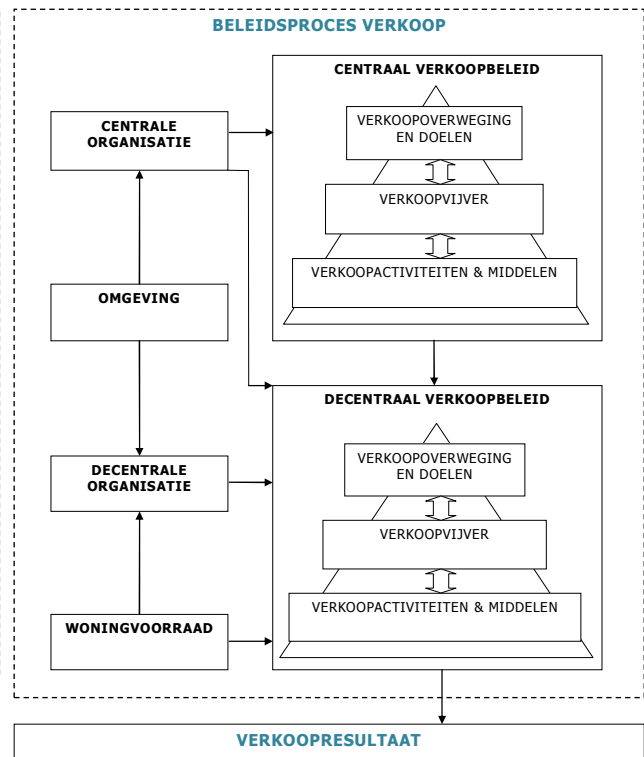 BELEIDSPROCES VERKOOP
CENTRAAL VERKOOPBELEID
VERKOOPOVERWEGING
EN DOELEN
VERKOOPVIJVER
VERKOOPACTIVITEITEN & MIDDELEN
CENTRALE
ORGANISATIE
OMGEVING
DECENTRALE
ORGANISATIE
WONINGVOORRAAD
DECENTRAAL VERKOOPBELEID
VERKOOPOVERWEGING
EN DOELEN
VERKOOPVIJVER
VERKOOPACTIVITEITEN & MIDDELEN
VERKOOPRESULTAAT